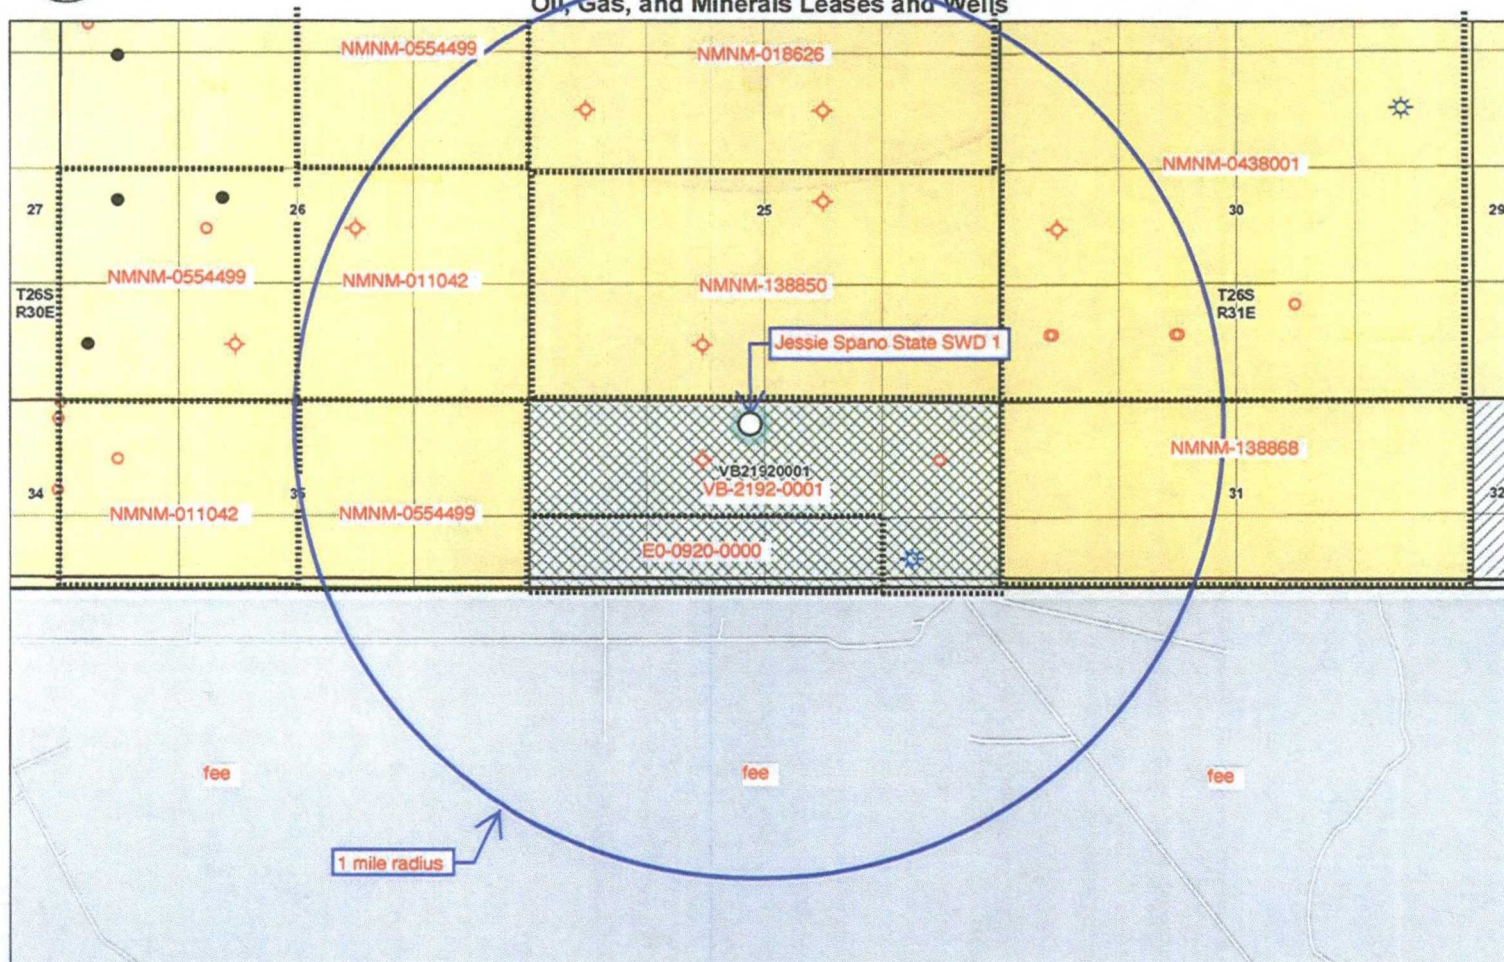 Oil, Gas, and Minerals Leases and Wells
NMNM-0554499
NMNM-018626
NMNM-0438001
27
26
25
30
29
NMNM-0554499
NMNM-011042
NMNM-138850
T26S
R30E
T26S
R31E
Jessie Spano State SWD 1
NMNM-138868
VB21920001
VB-2192-0001
34
35
31
32
NMNM-011042
NMNM-0554499
E0-0920-0000
fee
fee
fee
1 mile radius